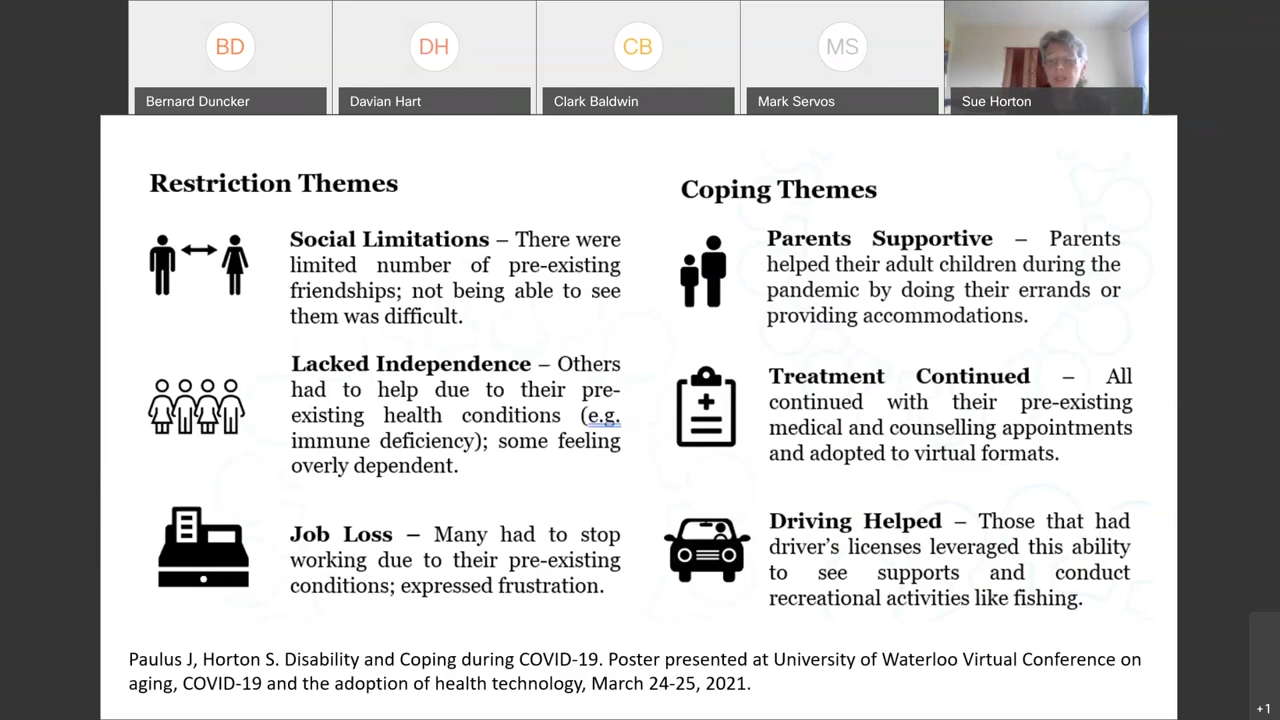 BD
DH
CB
MS
Bernard Duncker
Davian Hart
Clark Baldwin
Mark Servos
Sue Horton
Restriction Themes
Social Limitations – There were
limited number of pre-existing
friendships; not being able to see
them was difficult.
Lacked Independence – Others
had to help due to their pre-
existing health conditions (e.g.
immune deficiency); some feeling
overly dependent.
Job Loss – Many had to stop
working due to their pre-existing
conditions; expressed frustration.
Coping Themes
Parents Supportive – Parents
helped their adult children during the
pandemic by doing their errands or
providing accommodations.
Treatment Continued – All
continued with their pre-existing
medical and counselling appointments
and adopted to virtual formats.
Driving Helped – Those that had
driver's licenses leveraged this ability
to see supports and conduct
recreational activities like fishing.
Paulus J, Horton S. Disability and Coping during COVID-19. Poster presented at University of Waterloo Virtual Conference on
aging, COVID-19 and the adoption of health technology, March 24-25, 2021.
+1